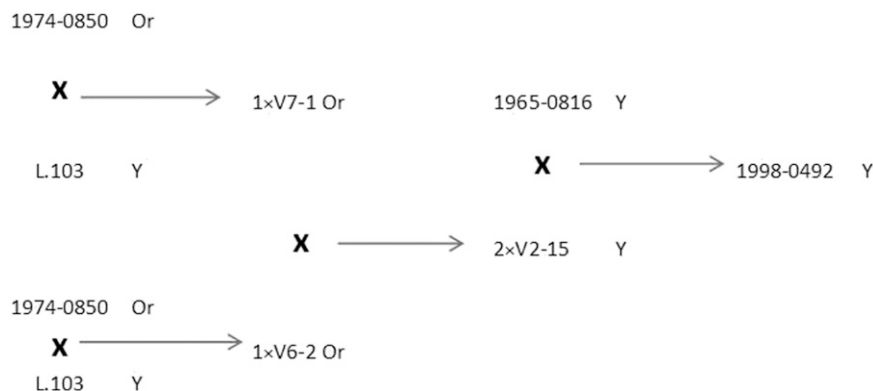 1974-0850 Or
X
1×V7-1 Or
1965-0816 Y
L.103 Y
X
1998-0492 Y
X
2×V2-15 Y
1974-0850 Or
X
1×V6-2 Or
L.103 Y